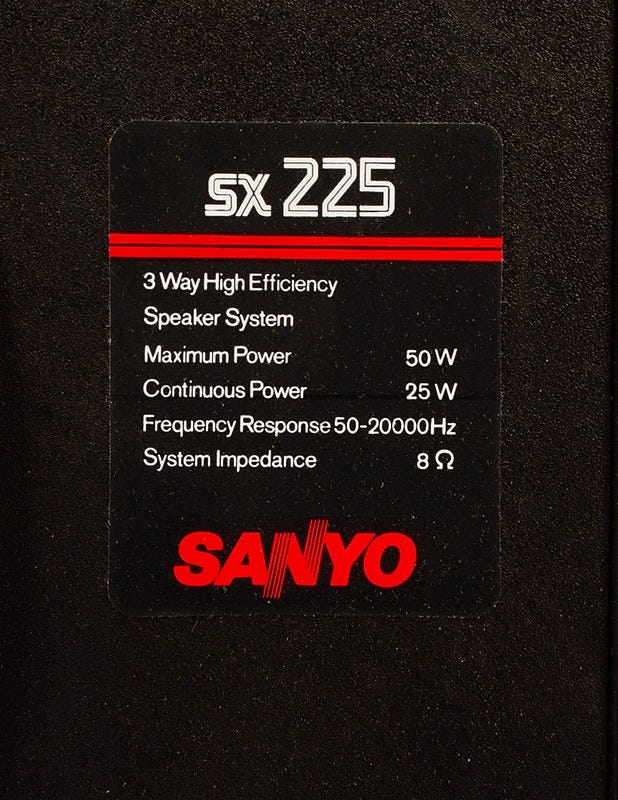 SX 225
3 Way High Efficiency
Speaker System
Maximum Power 50 W
Continuous Power 25 W
Frequency Response 50-20000Hz
System Impedance 8 Ω
SANYO